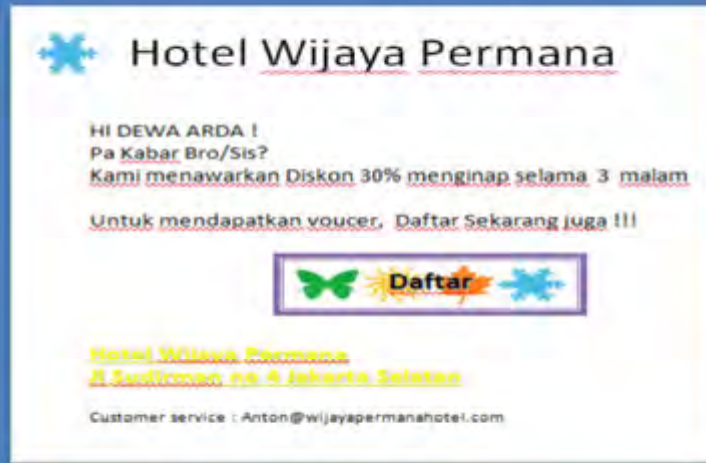 Hotel Wijaya Permana
HI DEWA ARDA !
Pa Kabar Bro/Sis?
Kami menawarkan Diskon 30% menginap selama 3 malam
Untuk mendapatkan voucer, Daftar Sekarang juga !!!
Daftar
Hotel Wijaya Permana
Jl Sudirman no 4 Jakarta Selatan
Customer service : Anton@wijayapermanahotel.com